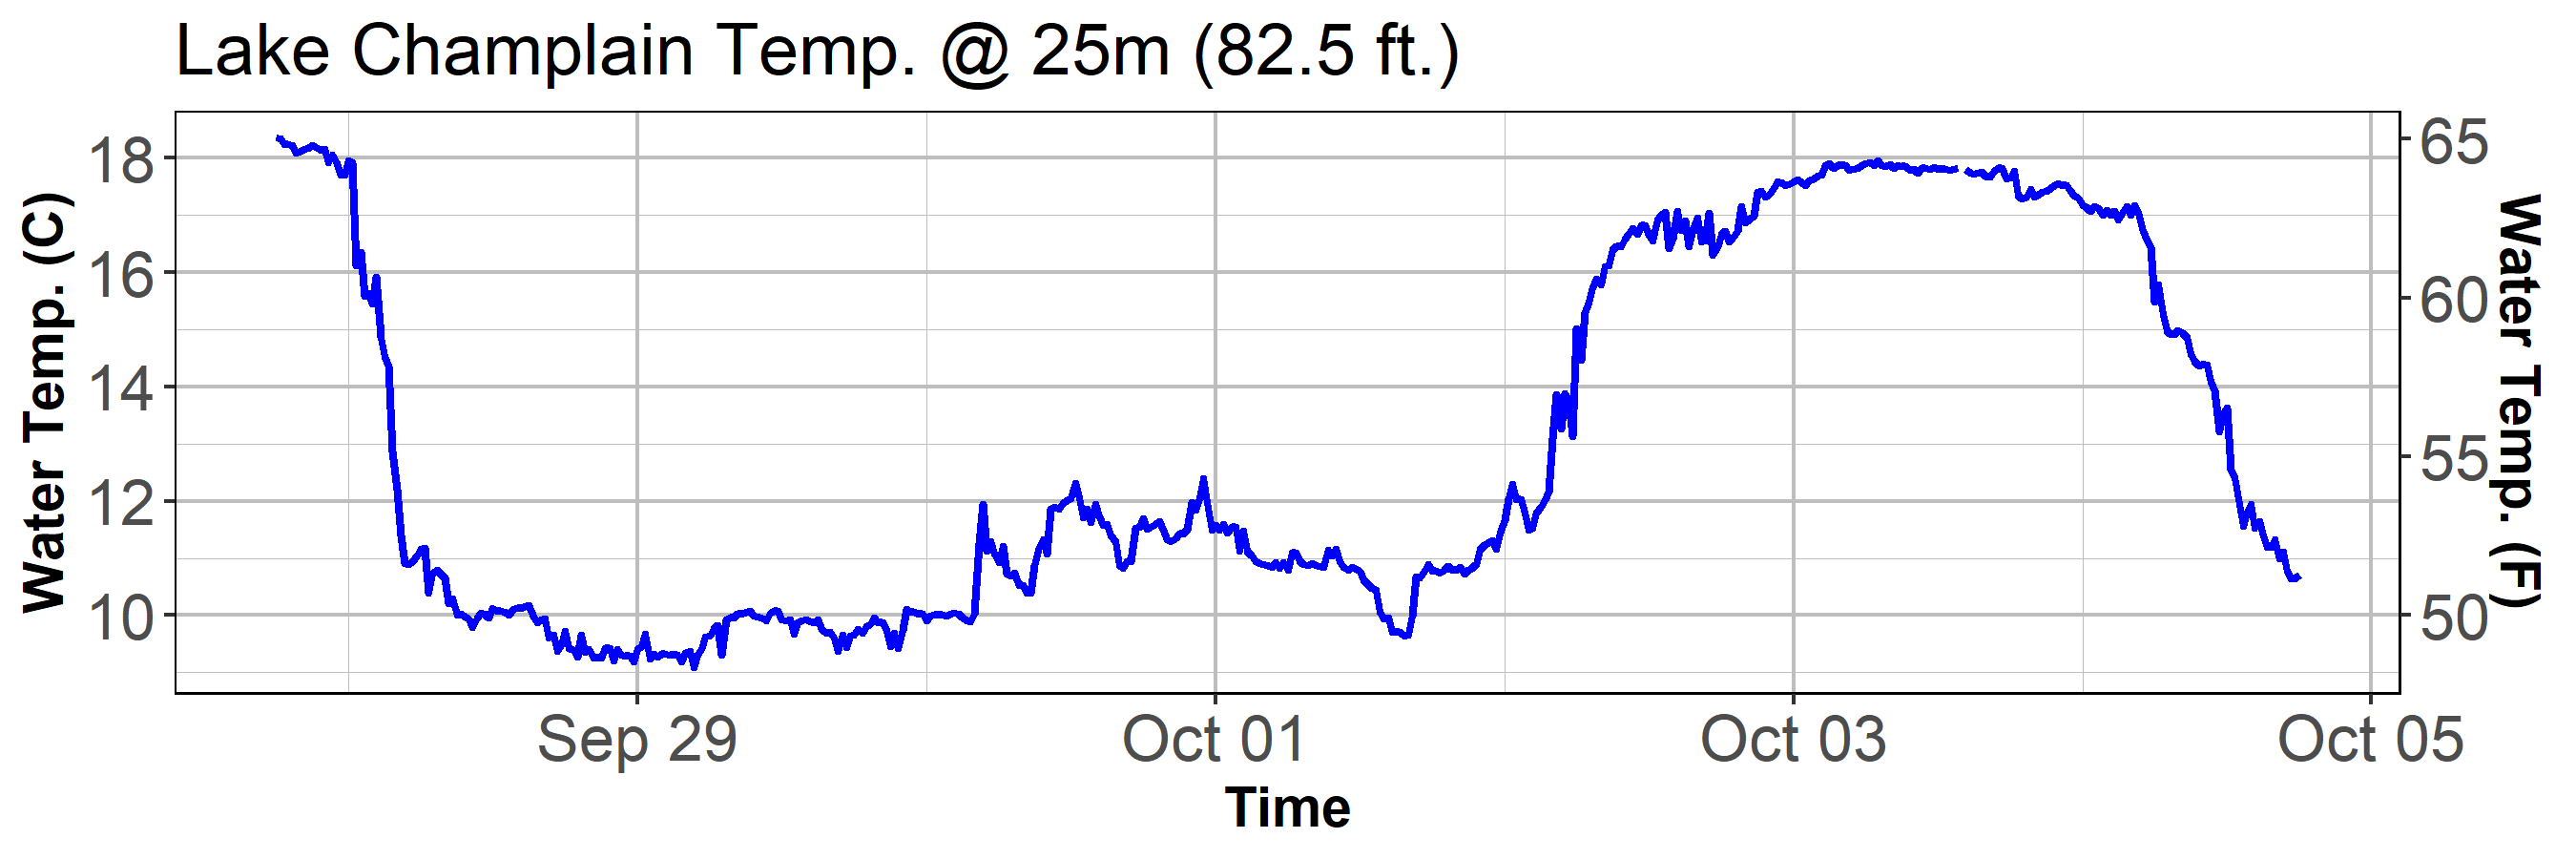 Lake Champlain Temp. @ 25m (82.5 ft.)
Water Temp. (C)
18
16
14
12
10
65
60
55
50
Water Temp. (F)
Sep 29
Oct 01
Oct 03
Oct 05
Time